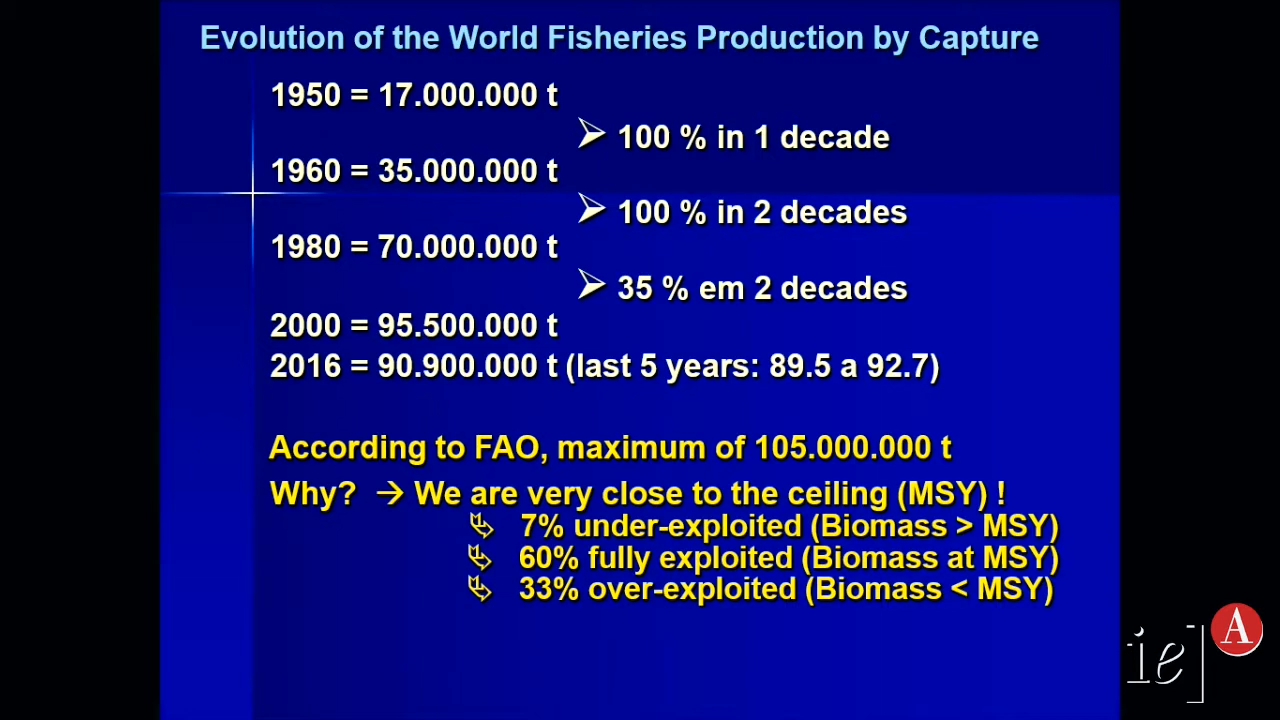 Evolution of the World Fisheries Production by Capture
1950 = 17.000.000 t
➢ 100 % in 1 decade
1960 = 35.000.000 t
➢ 100 % in 2 decades
1980 = 70.000.000 t
➢ 35 % em 2 decades
2000 = 95.500.000 t
2016 = 90.900.000 t (last 5 years: 89.5 a 92.7)
According to FAO, maximum of 105.000.000 t
Why? → We are very close to the ceiling (MSY) !
7% under-exploited (Biomass > MSY)
60% fully exploited (Biomass at MSY)
33% over-exploited (Biomass < MSY)
ie]
A